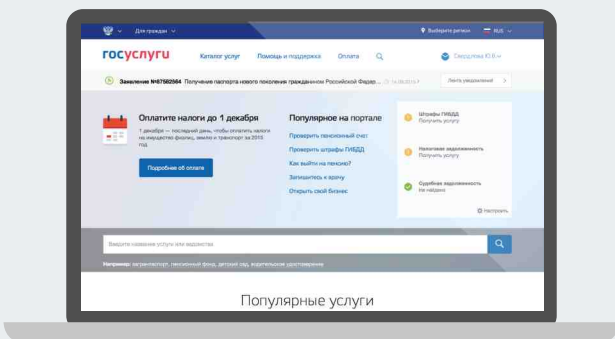 Для граждан
Выберите регион
RUS
госуслуги
Каталог услуг
Помощь и поддержка
Оплата
Свердлова Ю.В
Заявление №87582564 Получение паспорта нового поколения гражданином Российской Федер...
Лента уведомлений
Оплатите налоги до 1 декабря
1 декабря — последний день, чтобы оплатить налоги
на имущество физлиц, землю и транспорт за 2015
год
Подробнее об оплате
Популярное на портале
Проверить пенсионный счет
Проверить штрафы ГИБДД
Как выйти на пенсию?
Запишитесь к врачу
Открыть свой бизнес
Штрафы ГИБДД
Получить услугу
Налоговая задолженность
Получить услугу
Судебная задолженность
Не найдено
Настроить
Введите название услуги или ведомства
Например: загранпаспорт, пенсионный фонд, детский сад, водительское удостоверение
Популярные услуги